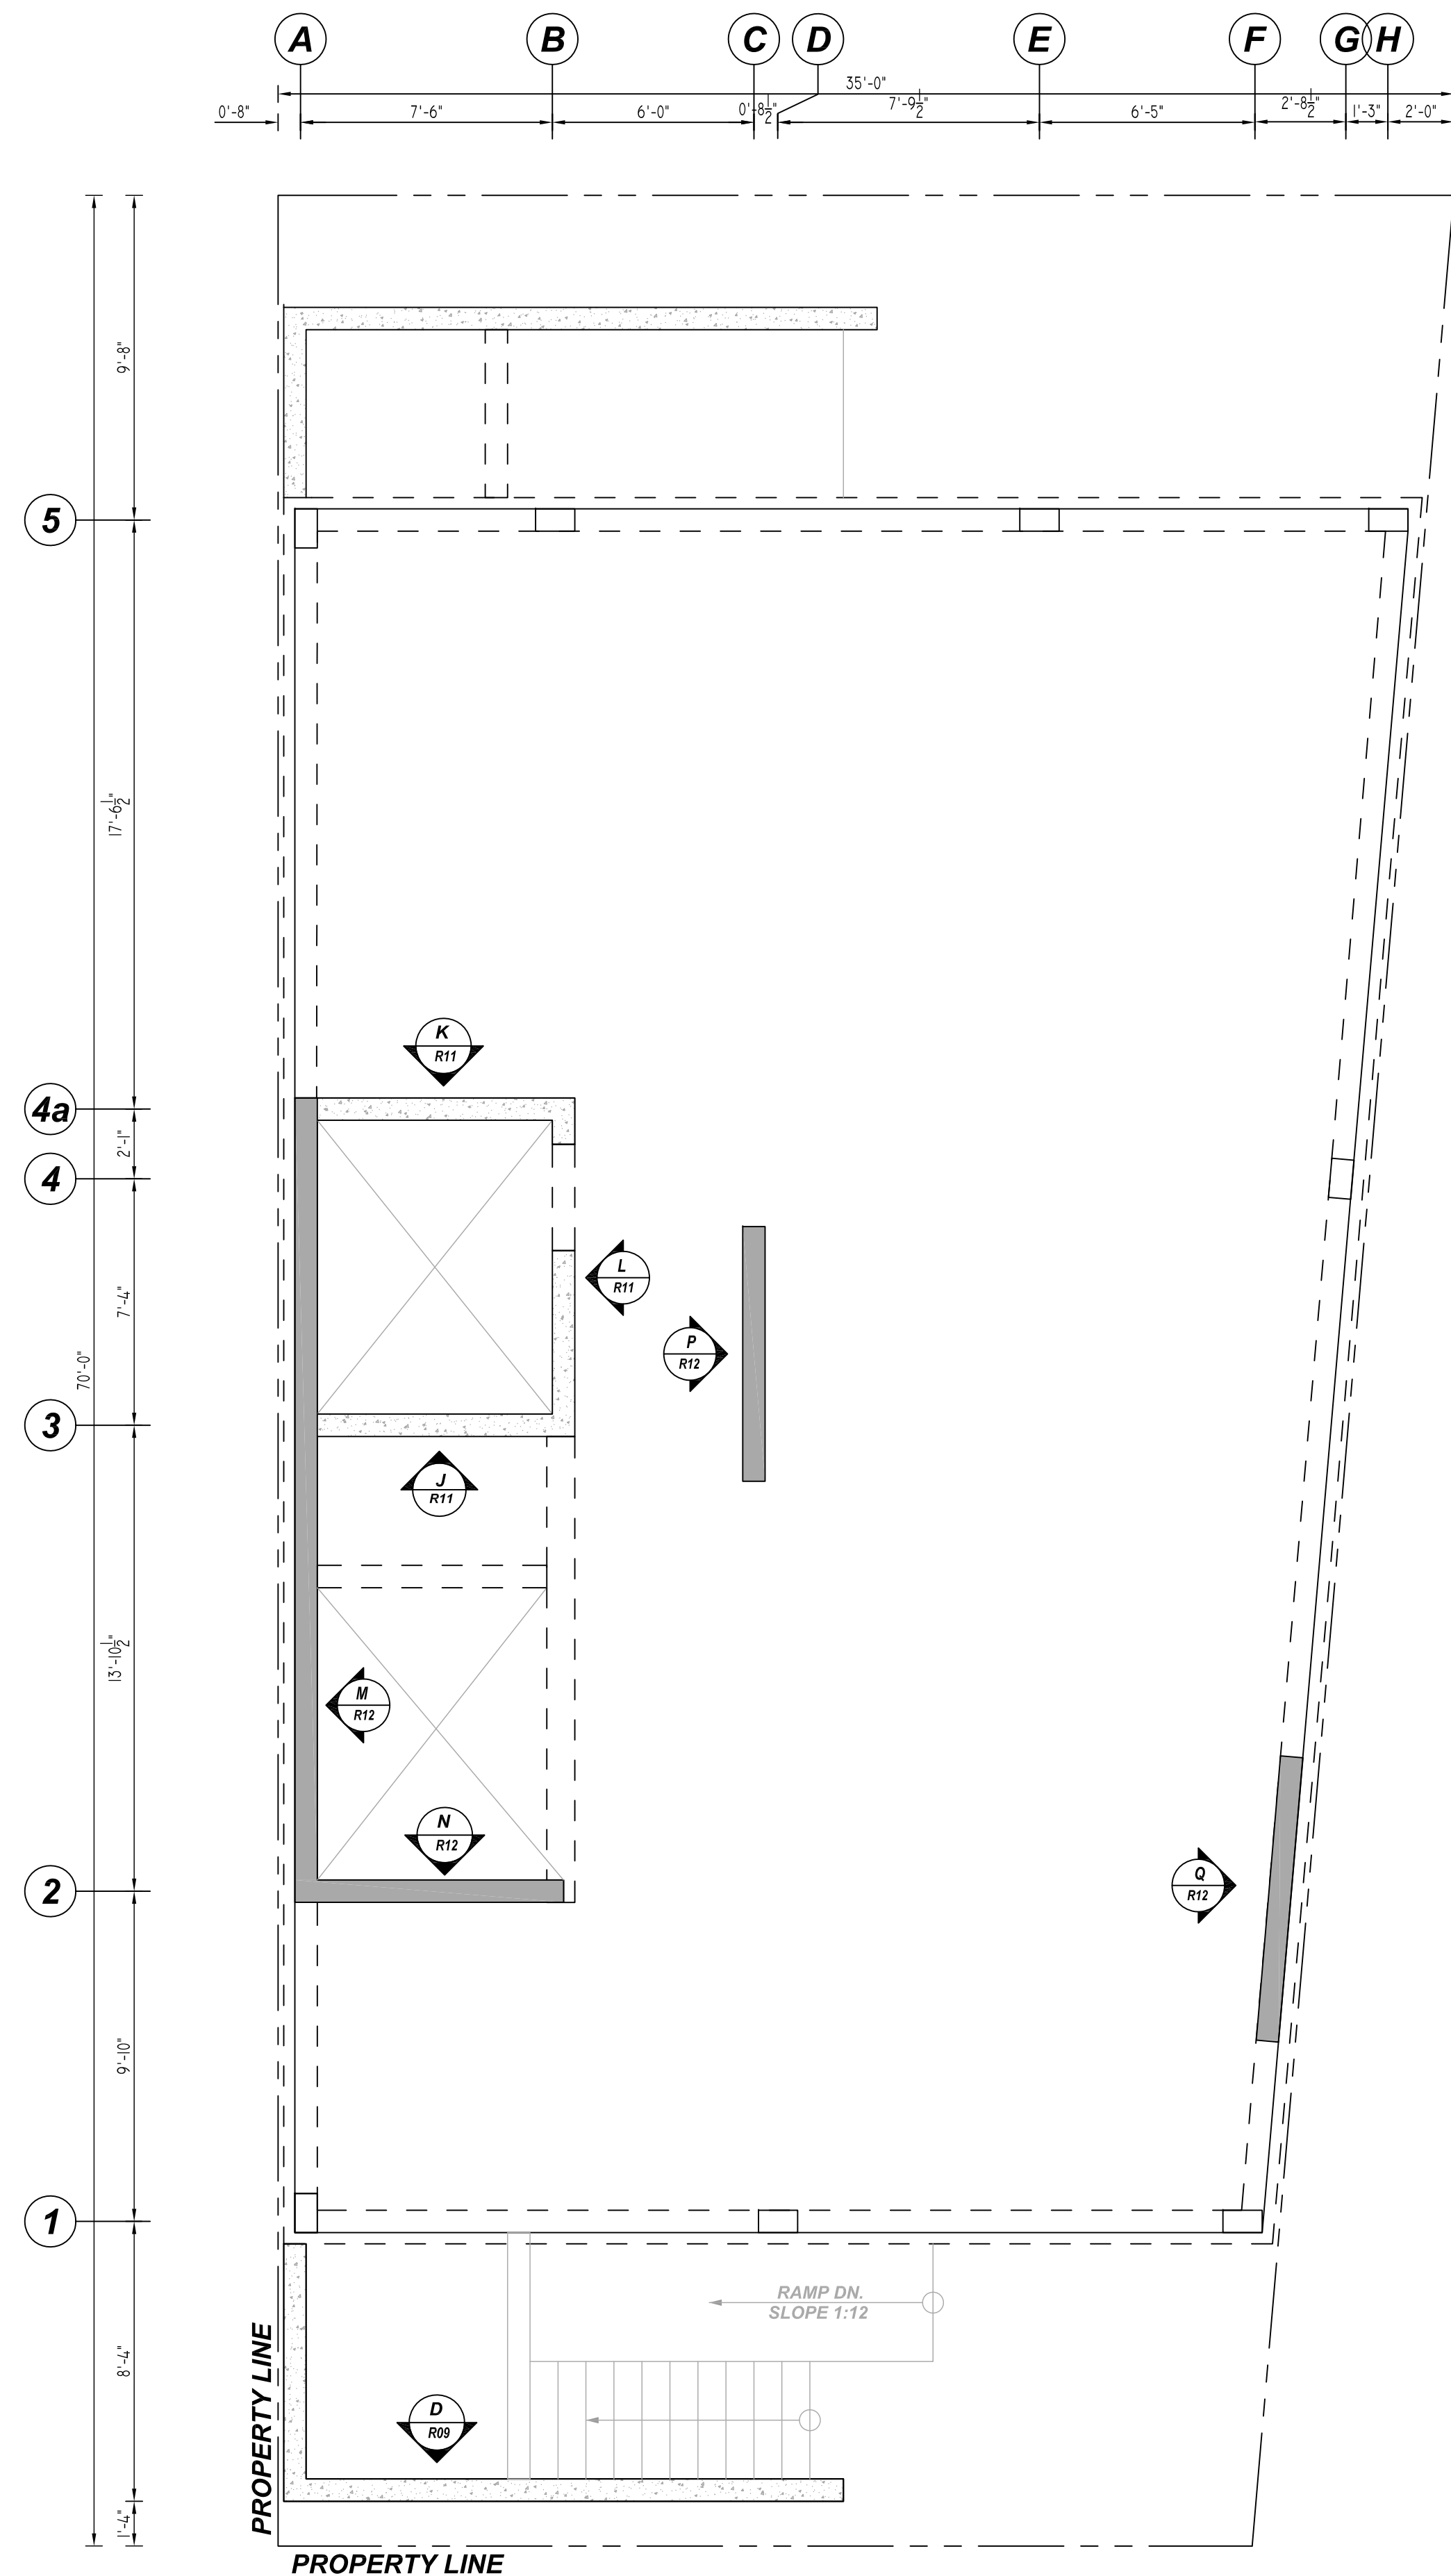 A B C D E F G H
35'-0"
0'-8" 7'-6" 6'-0" 0'-8½" 7'-9½" 6'-5" 2'-8½" 1'-3" 2'-0"
9'-8"
5
17'-6½"
K
R11
4a
2'-1"
4
L
R11
7'-4"
P
R12
70'-0"
3
J
R11
13'-10½"
M
R12
N
R12
Q
R12
2
9'-10"
1
RAMP DN.
SLOPE 1:12
8'-4"
D
R09
PROPERTY LINE
1'-4"
PROPERTY LINE